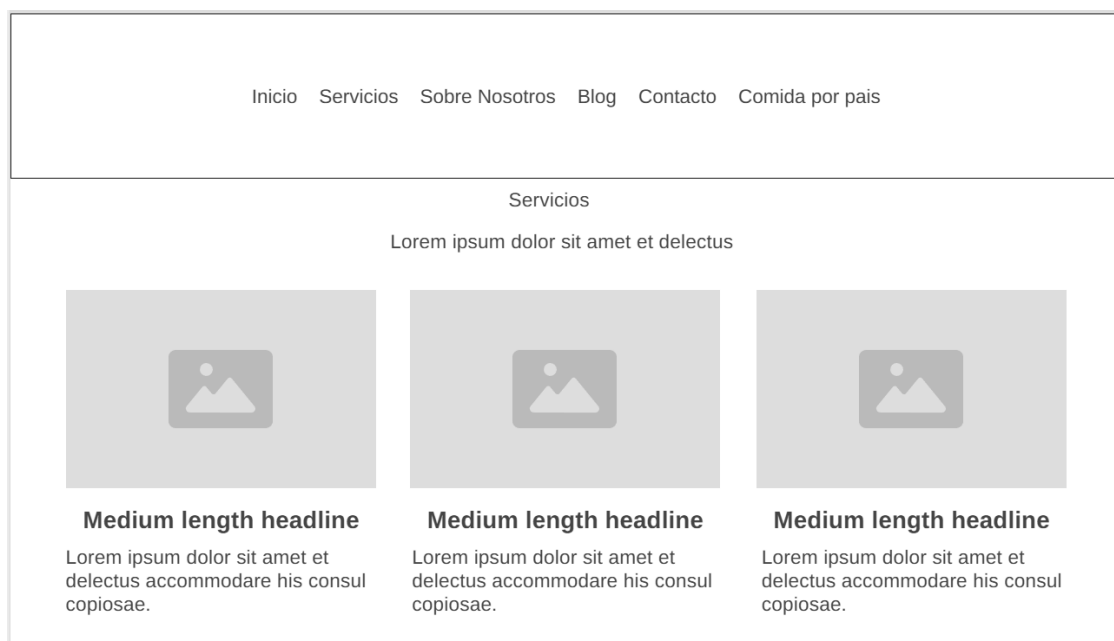 Inicio Servicios Sobre Nosotros Blog Contacto Comida por pais
Servicios
Lorem ipsum dolor sit amet et delectus
Medium length headline
Lorem ipsum dolor sit amet et
delectus accommodare his consul
copiosae.
Medium length headline
Lorem ipsum dolor sit amet et
delectus accommodare his consul
copiosae.
Medium length headline
Lorem ipsum dolor sit amet et
delectus accommodare his consul
copiosae.